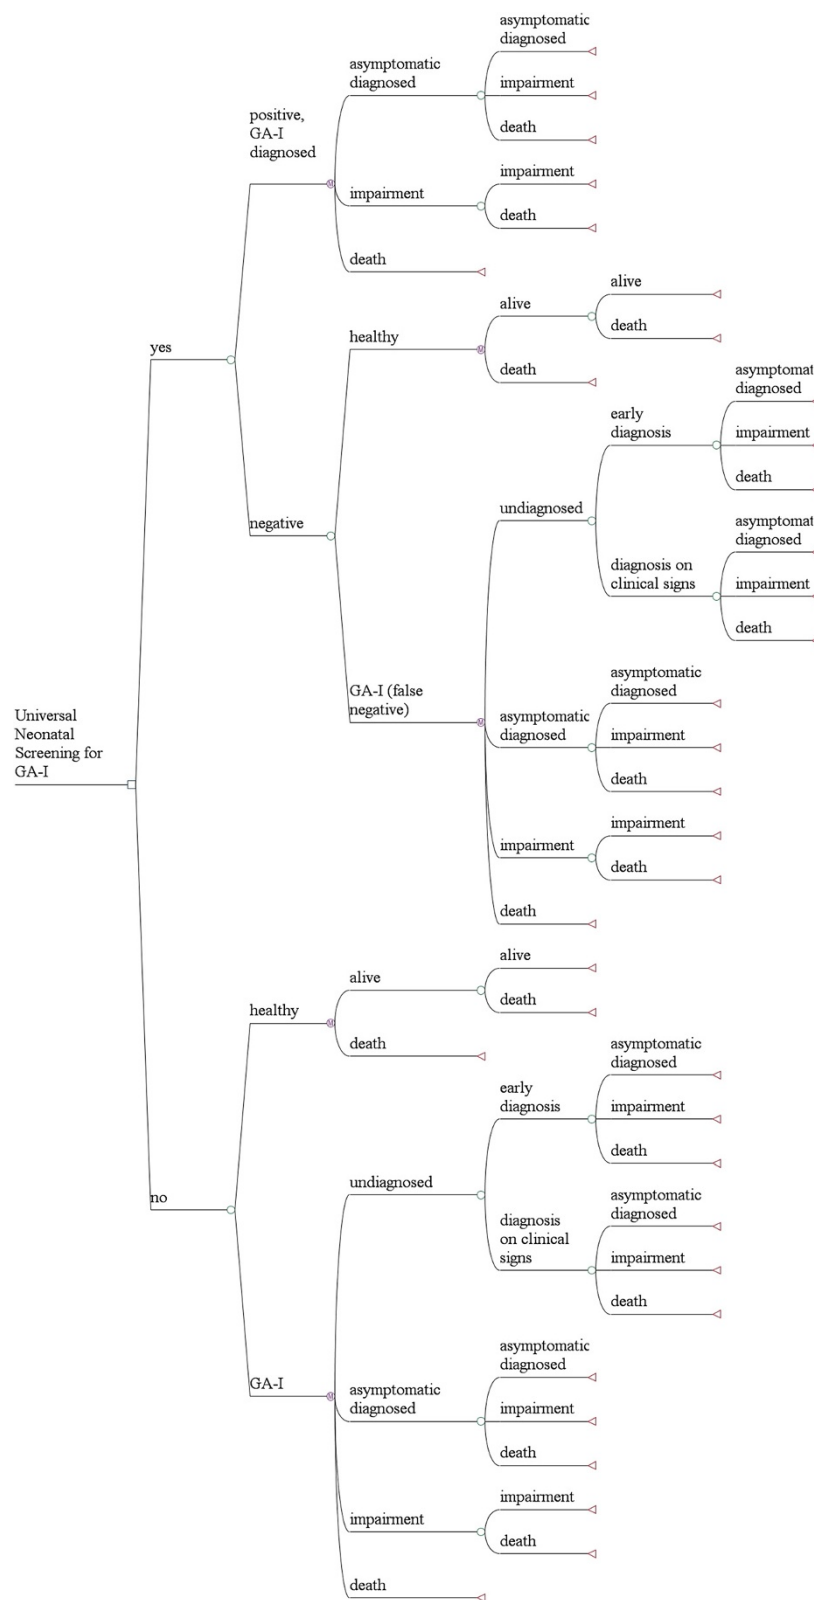 asymptomatic
diagnosed
asymptomatic
diagnosed
impairment
positive,
GA-I
diagnosed
death
impairment
impairment
death
death
alive
alive
death
healthy
yes
death
asymptomat
diagnosed
early
diagnosis
impairment
death
undiagnosed
negative
asymptomat
diagnosed
diagnosis on
clinical signs
impairment
death
asymptomatic
diagnosed
GA-I (false
negative)
asymptomatic
diagnosed
impairment
death
Universal
Neonatal
Screening for
GA-I
impairment
impairment
death
death
alive
alive
death
healthy
death
asymptomatic
diagnosed
early
diagnosis
impairment
death
undiagnosed
no
asymptomatic
diagnosed
diagnosis
on clinical
signs
impairment
death
asymptomatic
diagnosed
GA-I
asymptomatic
diagnosed
impairment
death
impairment
impairment
death
death